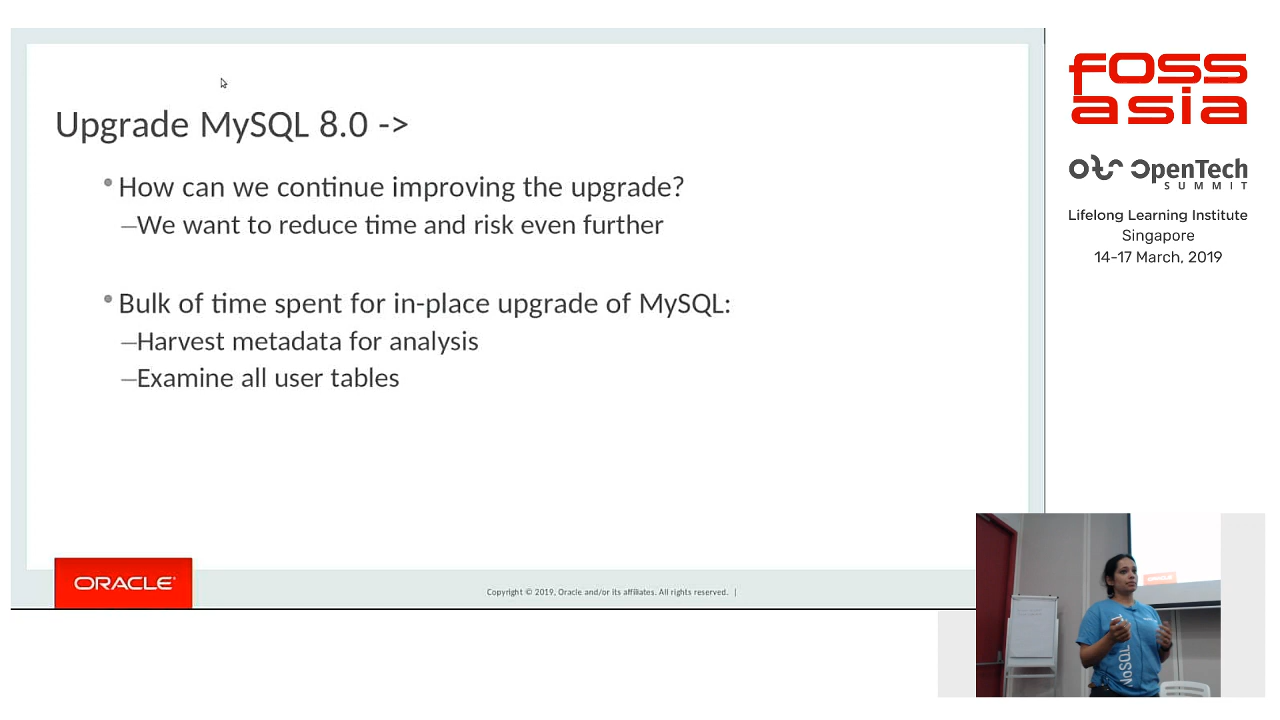 Upgrade MySQL 8.0 ->
•How can we continue improving the upgrade?
–We want to reduce time and risk even further
•Bulk of time spent for in-place upgrade of MySQL:
–Harvest metadata for analysis
–Examine all user tables
ORACLE
Copyright © 2019, Oracle and/or its affiliates. All rights reserved. |
foss
asia
OpenTech
SUMMIT
Lifelong Learning Institute
Singapore
14-17 March, 2019
NoSQL